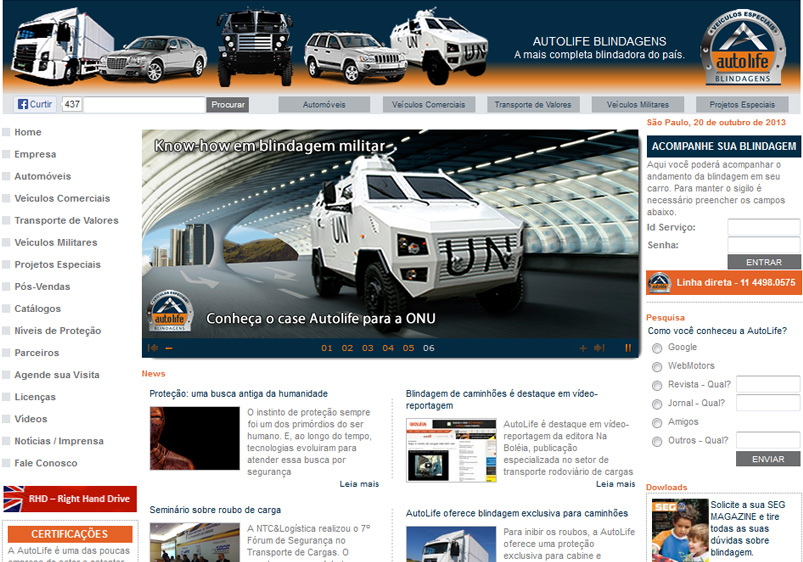 AUTOLIFE BLINDAGENS
A mais completa blindadora do país.
VEÍCULOS ESPECIAIS
autolife
BLINDAGENS
Curtir
437
Procurar
Automóveis
Veículos Comerciais
Transporte de Valores
Veículos Militares
Projetos Especiais
Home
Empresa
Automóveis
Veículos Comerciais
Transporte de Valores
Veículos Militares
Projetos Especiais
Pós-Vendas
Catálogos
Níveis de Proteção
Parceiros
Agende sua Visita
Licenças
Vídeos
Notícias / Imprensa
Fale Conosco
RHD – Right Hand Drive
CERTIFICAÇÕES
A AutoLife é uma das poucas
Know-how em blindagem militar
UN
UN
UN
VEÍCULOS ESPECIAIS
autolife
BLINDAGENS
Conheça o case Autolife para a ONU
01 02 03 04 05 06
News
Proteção: uma busca antiga da humanidade
O instinto de proteção sempre
foi um dos primórdios do ser
humano. E, ao longo do tempo,
tecnologias evoluiram para
atender essa busca por
segurança
Leia mais
Blindagem de caminhões é destaque em vídeo-
reportagem
AutoLife é destaque em vídeo-
reportagem da editora Na
Boléia, publicação
especializada no setor de
transporte rodoviário de cargas
Leia mais
Seminário sobre roubo de carga
A NTC&Logística realizou o 7º
Fórum de Segurança no
Transporte de Cargas. O
AutoLife oferece blindagem exclusiva para caminhões
Para inibir os roubos, a AutoLife
oferece uma proteção
exclusiva para cabine e
São Paulo, 20 de outubro de 2013
ACOMPANHE SUA BLINDAGEM
Aqui você poderá acompanhar o
andamento da blindagem em seu
carro. Para manter o sigilo é
necessário preencher os campos
abaixo.
Id Serviço:
Senha:
ENTRAR
Linha direta - 11 4498.0575
Pesquisa
Como você conheceu a AutoLife?
Google
WebMotors
Revista - Qual?
Jornal - Qual?
Amigos
Outros - Qual?
ENVIAR
Dowloads
SEG
Solicite a sua SEG
MAGAZINE e tire
todas as suas
dúvidas sobre
blindagem.